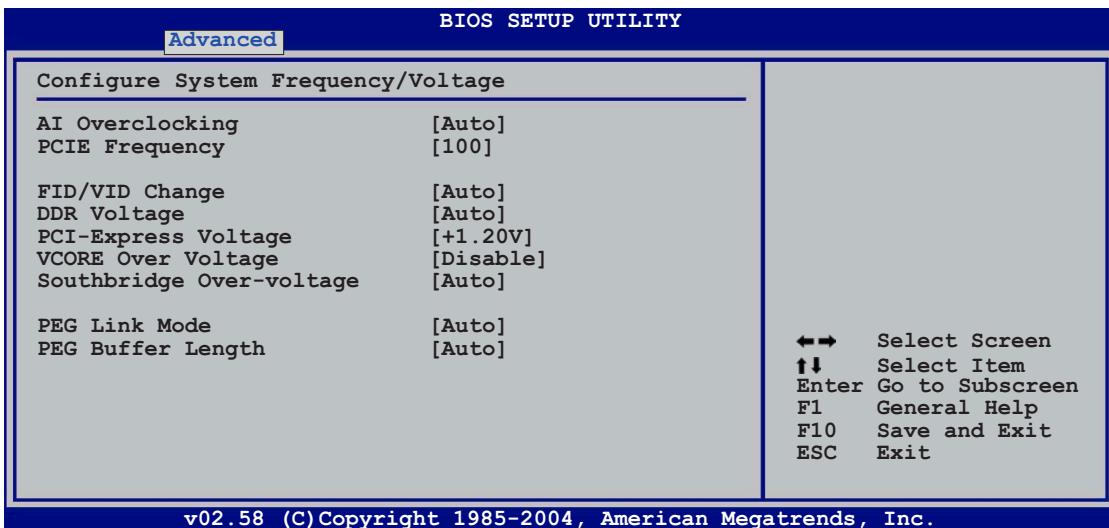 BIOS SETUP UTILITY
Advanced
Configure System Frequency/Voltage
AI Overclocking [Auto]
PCIE Frequency [100]
FID/VID Change [Auto]
DDR Voltage [Auto]
PCI-Express Voltage [+1.20V]
VCORE Over Voltage [Disable]
Southbridge Over-voltage [Auto]
PEG Link Mode [Auto]
PEG Buffer Length [Auto]
←→ Select Screen
↑↓ Select Item
Enter Go to Subscreen
F1 General Help
F10 Save and Exit
ESC Exit
v02.58 (C)Copyright 1985-2004, American Megatrends, Inc.